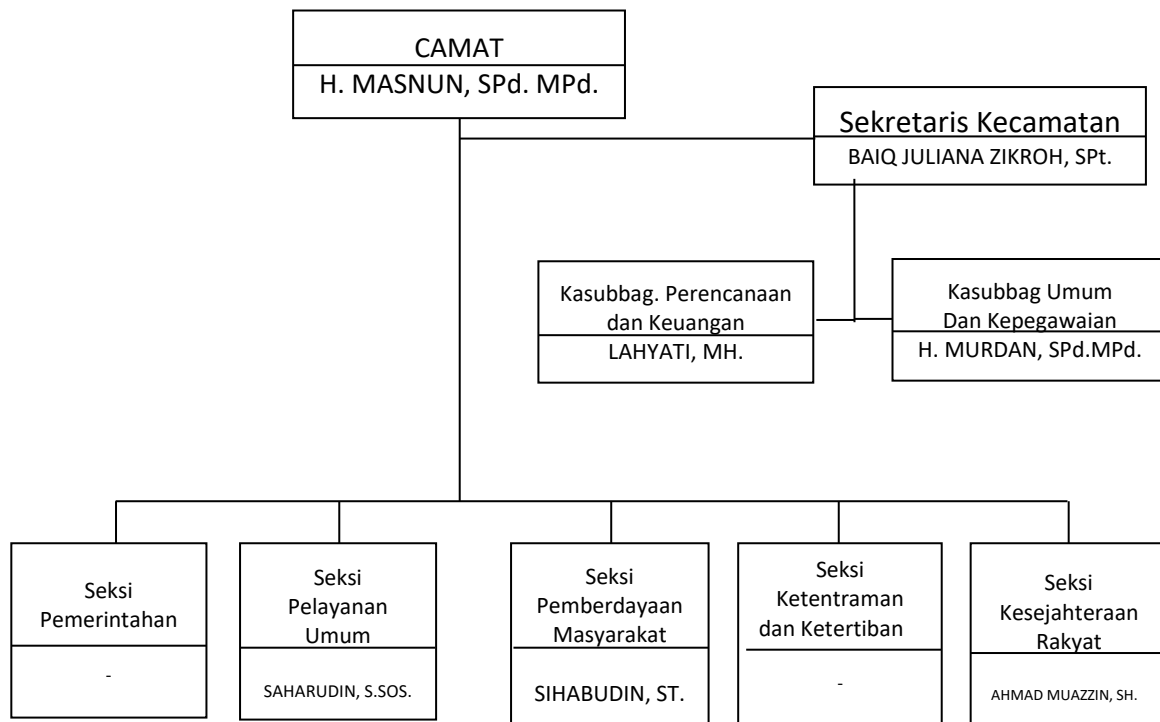 CAMAT
H. MASNUN, SPd. MPd.
Sekretaris Kecamatan
BAIQ JULIANA ZIKROH, SPt.
Kasubbag. Perencanaan
dan Keuangan
LAHYATI, MH.
Kasubbag Umum
Dan Kepegawaian
H. MURDAN, SPd.MPd.
Seksi
Pemerintahan
-
Seksi
Pelayanan
Umum
SAHARUDIN, S.SOS.
Seksi
Pemberdayaan
Masyarakat
SIHABUDIN, ST.
Seksi
Ketentraman
dan Ketertiban
-
Seksi
Kesejahteraan
Rakyat
AHMAD MUAZZIN, SH.